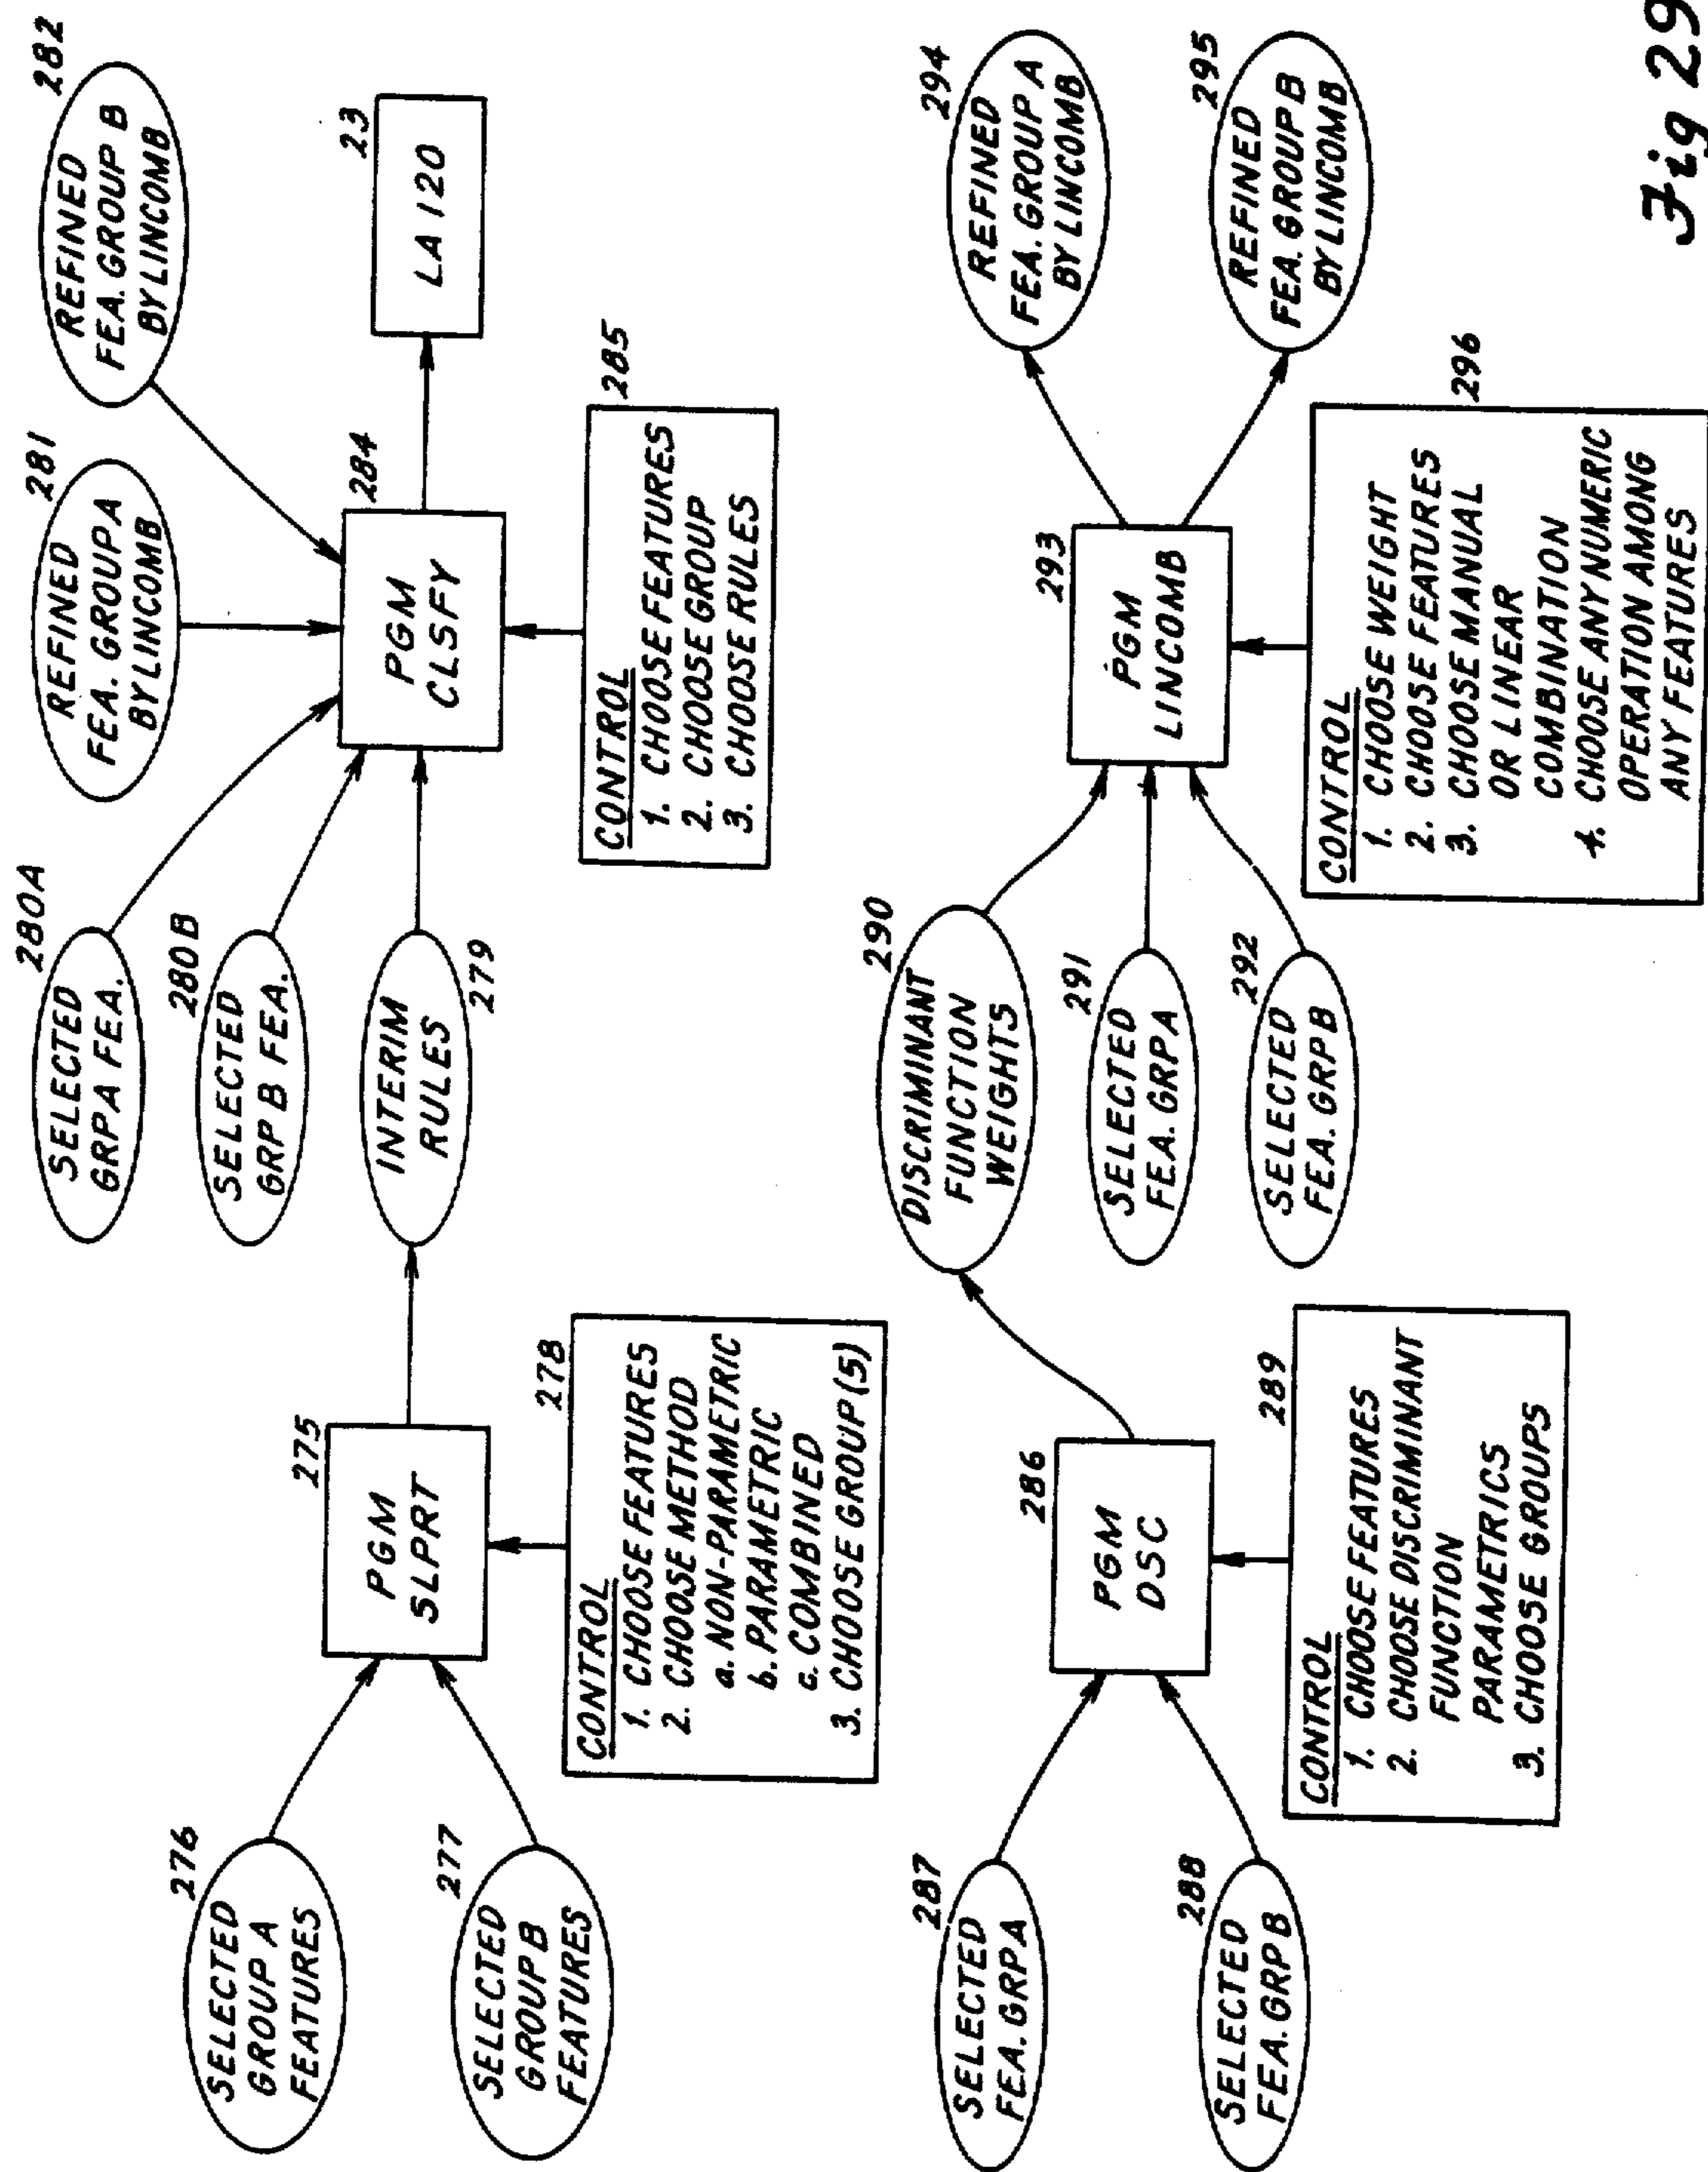 276
SELECTED
GROUP A
FEATURES
277
SELECTED
GROUP B
FEATURES
275
PGM
SLPRT
278
CONTROL
1. CHOOSE FEATURES
2. CHOOSE METHOD
a. NON-PARAMETRIC
b. PARAMETRIC
c. COMBINED
3. CHOOSE GROUP(S)
280A
SELECTED
GRPA FEA.
280B
SELECTED
GRP B FEA.
INTERIM
RULES
279
281
REFINED
FEA. GROUP A
BY LINCOMB
282
REFINED
FEA. GROUP B
BY LINCOMB
284
PGM
CLSFY
23
LA 120
285
CONTROL
1. CHOOSE FEATURES
2. CHOOSE GROUP
3. CHOOSE RULES
287
SELECTED
FEA. GRPA
288
SELECTED
FEA. GRP B
286
PGM
DSC
289
CONTROL
1. CHOOSE FEATURES
2. CHOOSE DISCRIMINANT
FUNCTION
PARAMETRICS
3. CHOOSE GROUPS
290
DISCRIMINANT
FUNCTION
WEIGHTS
291
SELECTED
FEA. GRPA
292
SELECTED
FEA. GRPB
293
PGM
LINCOMB
294
REFINED
FEA. GROUP A
BY LINCOMB
295
REFINED
FEA. GROUP B
BY LINCOMB
296
CONTROL
1. CHOOSE WEIGHT
2. CHOOSE FEATURES
3. CHOOSE MANUAL
OR LINEAR
COMBINATION
4. CHOOSE ANY NUMERIC
OPERATION AMONG
ANY FEATURES
Fig 29